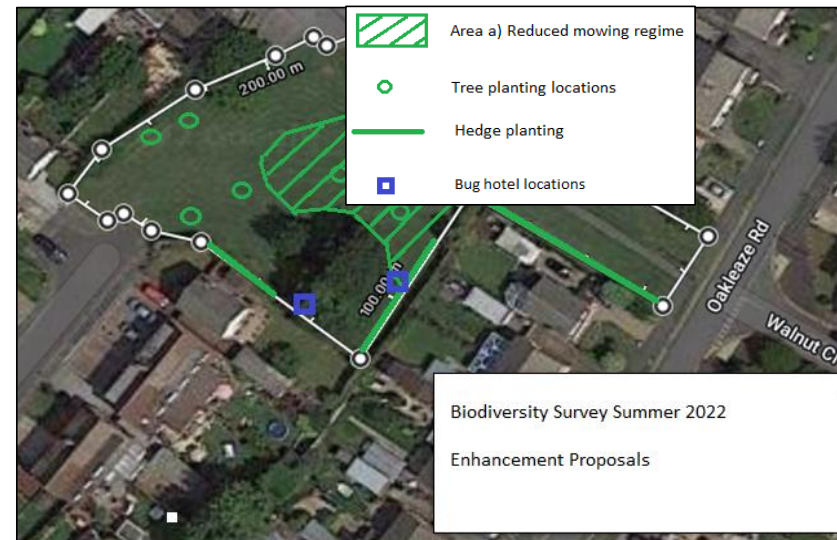 Area a) Reduced mowing regime
Tree planting locations
Hedge planting
Bug hotel locations
200.00 m
100.00 m
Oakleaze Rd
Walnut Cl
Biodiversity Survey Summer 2022
Enhancement Proposals